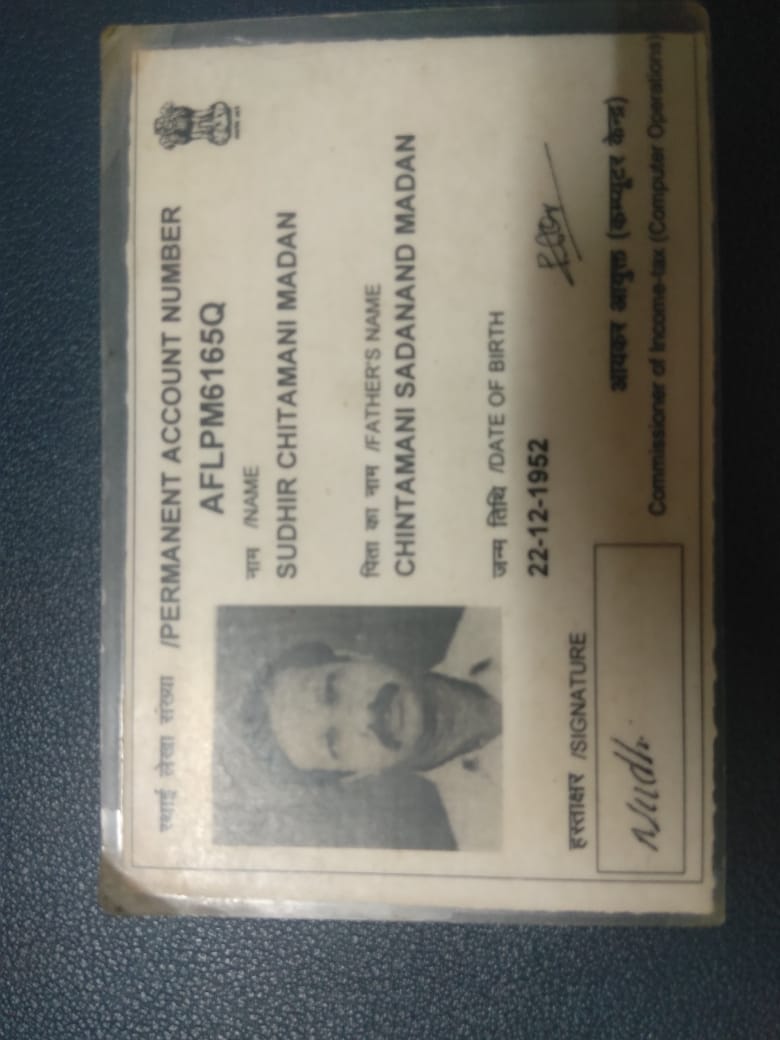 स्थाई लेखा संख्या /PERMANENT ACCOUNT NUMBER
AFLPM6165Q
नाम /NAME
SUDHIR CHITAMANI MADAN
पिता का नाम /FATHER'S NAME
CHINTAMANI SADANAND MADAN
जन्म तिथि /DATE OF BIRTH
22-12-1952
हस्ताक्षर /SIGNATURE
आयकर आयुक्त (कम्प्यूटर केन्द्र)
Commissioner of Income-tax (Computer Operations)